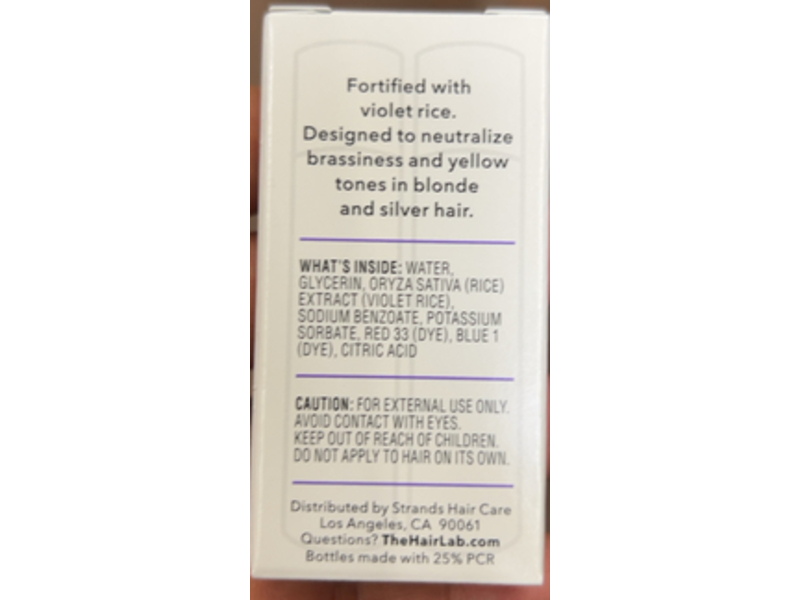 Fortified with
violet rice.
Designed to neutralize
brassiness and yellow
tones in blonde
and silver hair.
WHAT'S INSIDE: WATER,
GLYCERIN, ORYZA SATIVA (RICE)
EXTRACT (VIOLET RICE),
SODIUM BENZOATE, POTASSIUM
SORBATE, RED 33 (DYE), BLUE 1
(DYE), CITRIC ACID
CAUTION: FOR EXTERNAL USE ONLY.
AVOID CONTACT WITH EYES.
KEEP OUT OF REACH OF CHILDREN.
DO NOT APPLY TO HAIR ON ITS OWN.
Distributed by Strands Hair Care
Los Angeles, CA 90061
Questions? TheHairLab.com
Bottles made with 25% PCR